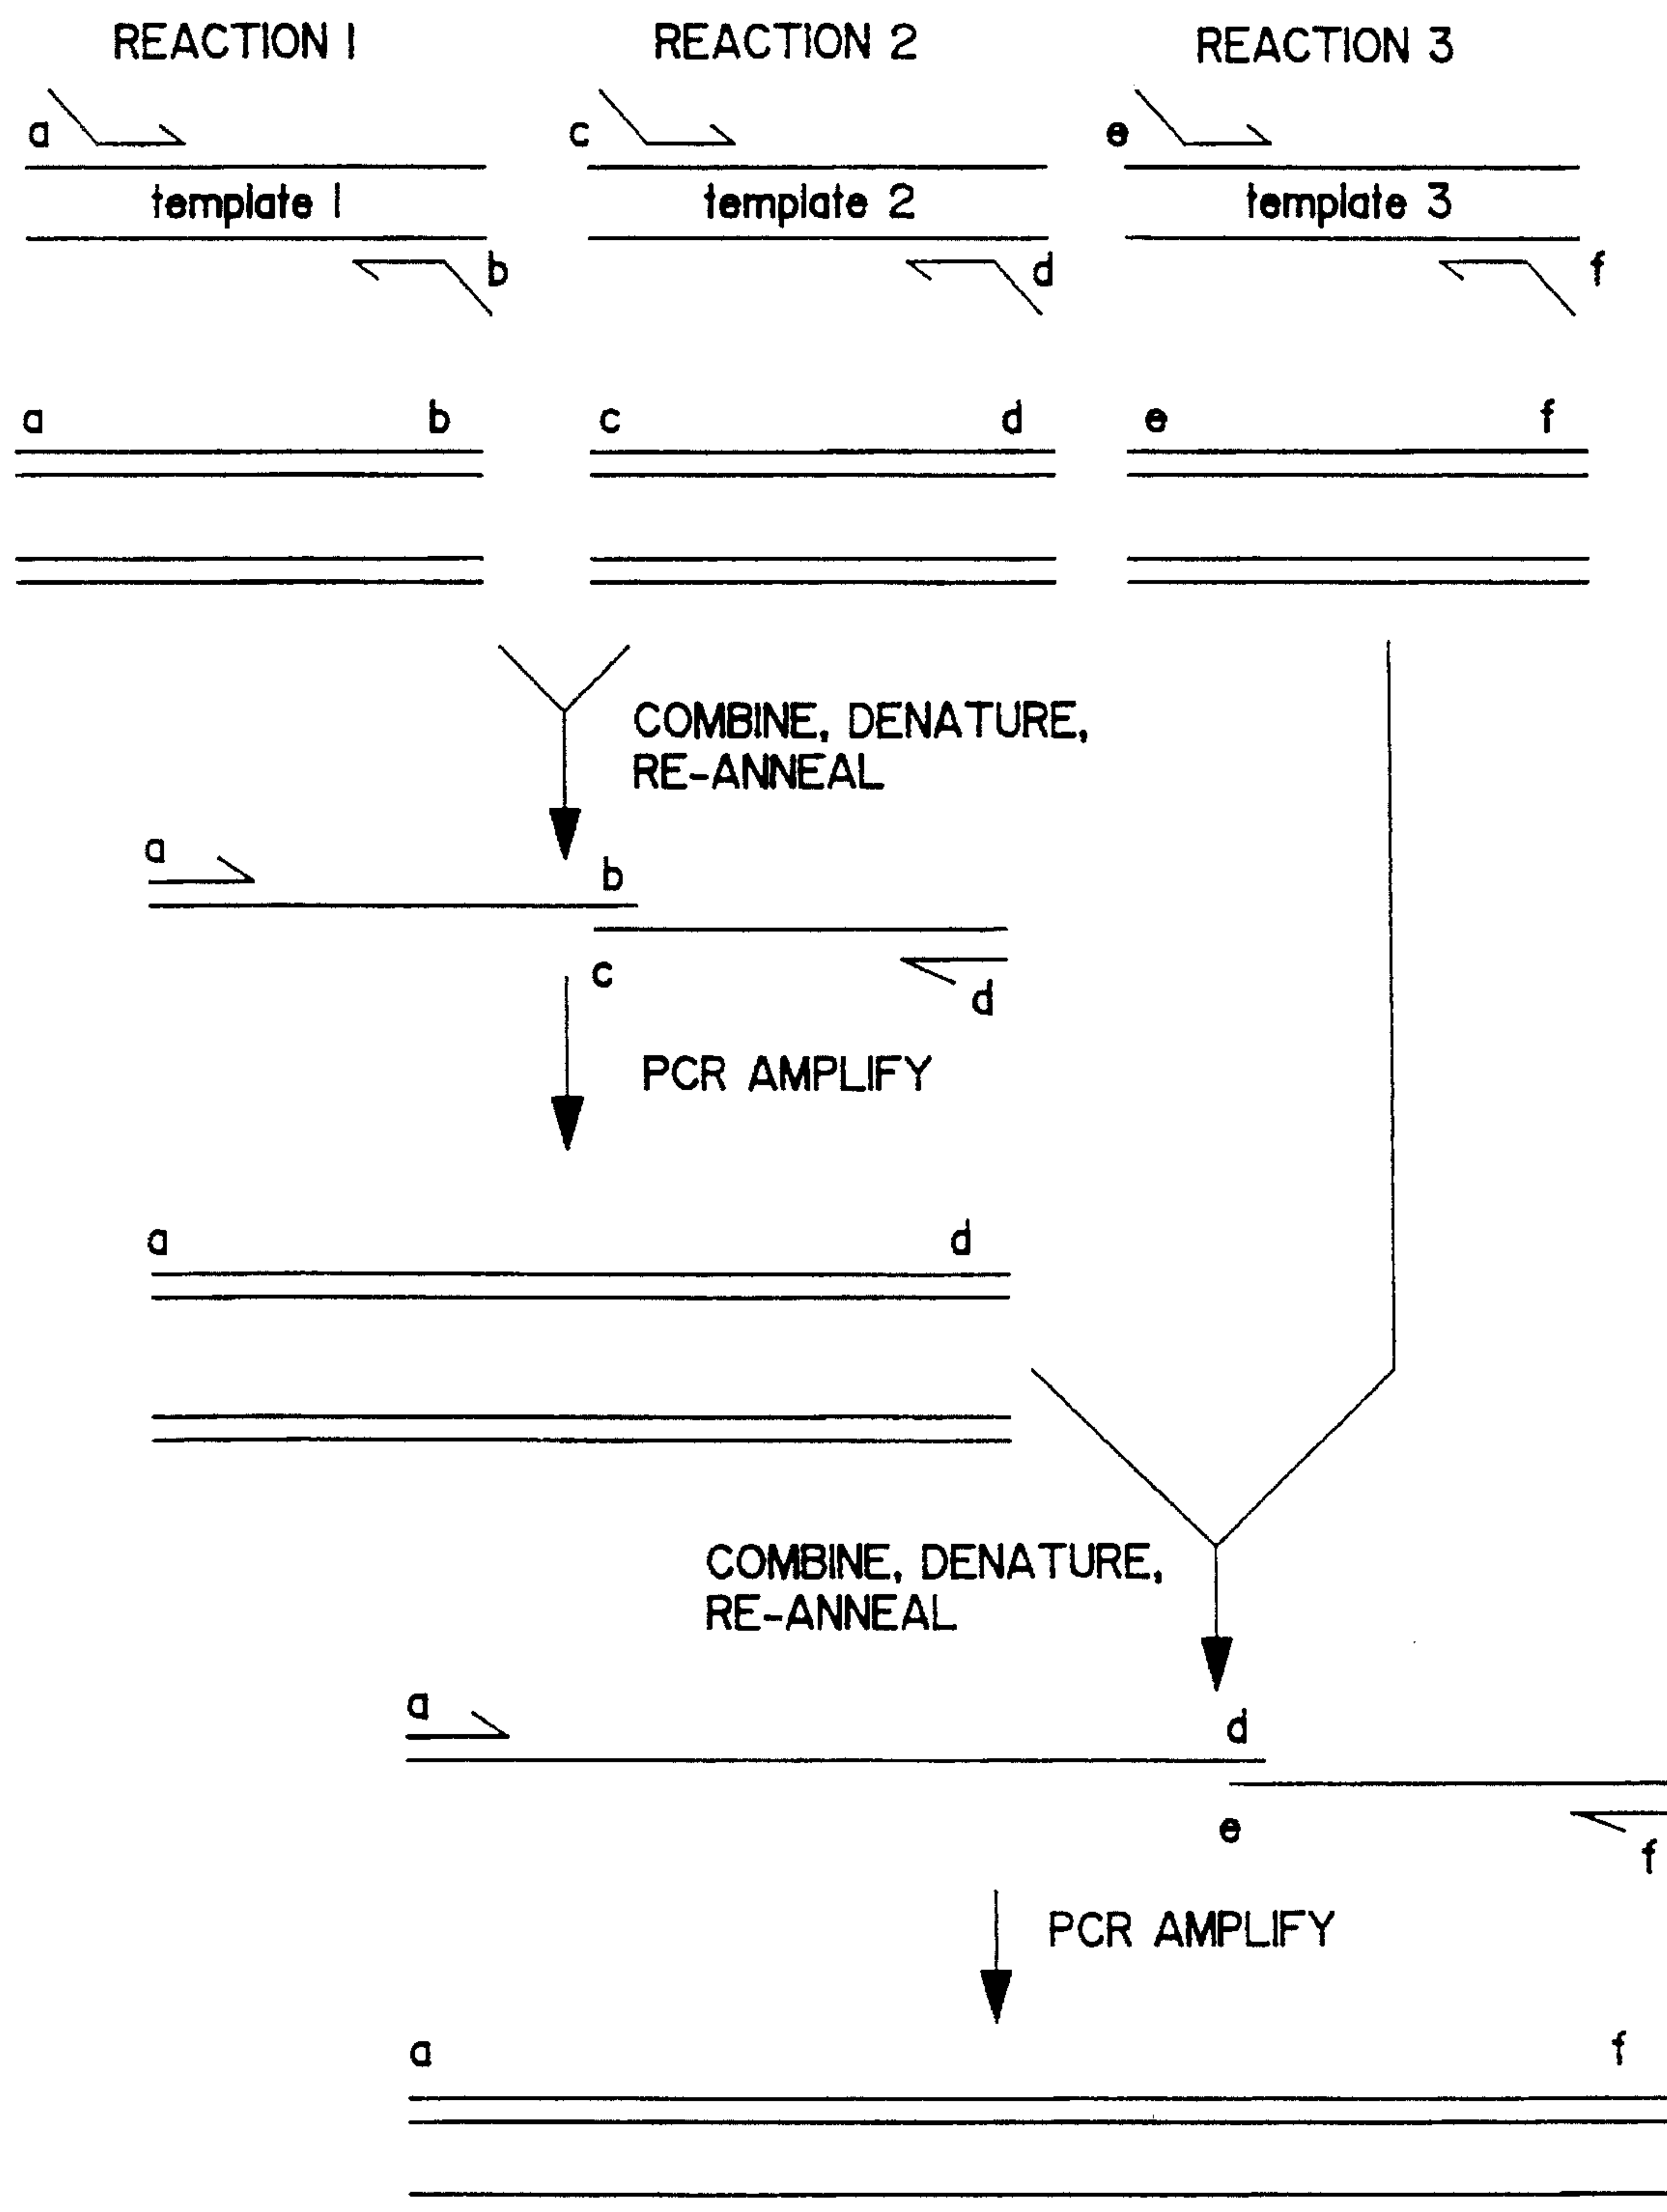 REACTION 1 REACTION 2 REACTION 3
a c e
template 1 template 2 template 3
b d f
a b c d e f
COMBINE, DENATURE,
RE-ANNEAL
a
b
c
d
PCR AMPLIFY
a d
COMBINE, DENATURE,
RE-ANNEAL
a
d
e
f
PCR AMPLIFY
a f